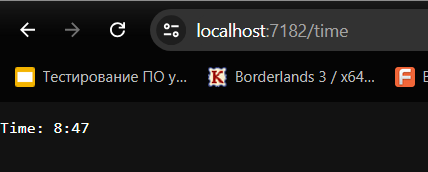 localhost:7182/time
Тестирование ПО у...
Borderlands 3 / x64...
Time: 8:47